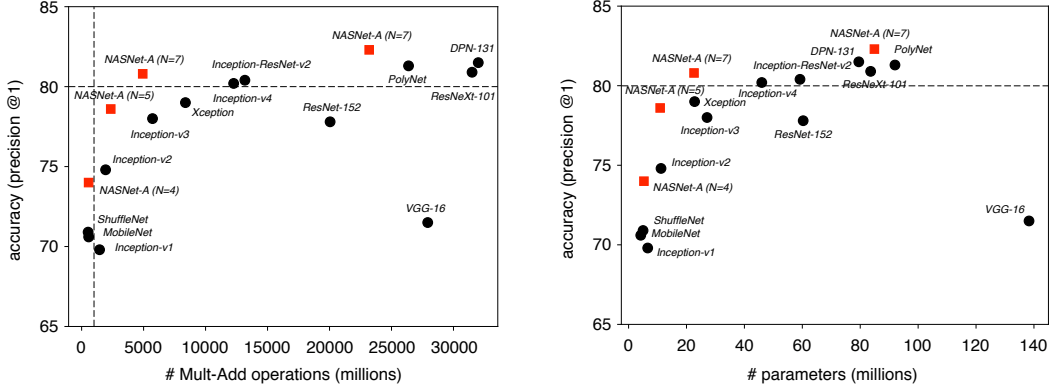 85
NASNet-A (N=7)
DPN-131
NASNet-A (N=7)
Inception-ResNet-v2
PolyNet
80
NASNet-A (N=5)
Xception
Inception-v4
ResNeXt-101
ResNet-152
Inception-v3
accuracy (precision @1)
75
Inception-v2
NASNet-A (N=4)
VGG-16
ShuffleNet
MobileNet
70
Inception-v1
65
0 5000 10000 15000 20000 25000 30000
# Mult-Add operations (millions)
85
NASNet-A (N=7)
NASNet-A (N=7)
DPN-131
PolyNet
Inception-ResNet-v2
80
NASNet-A (N=5)
Xception
Inception-v4
ResNeXt-101
Inception-v3
ResNet-152
accuracy (precision @1)
75
Inception-v2
NASNet-A (N=4)
VGG-16
ShuffleNet
MobileNet
70
Inception-v1
65
0 20 40 60 80 100 120 140
# parameters (millions)